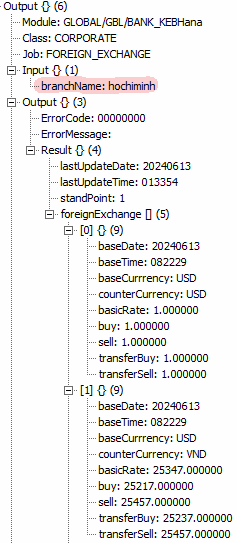 Output {} (6)
Module: GLOBAL/GBL/BANK_KEBHana
Class: CORPORATE
Job: FOREIGN_EXCHANGE
Input {} (1)
branchName: hochiminh
Output {} (3)
ErrorCode: 00000000
ErrorMessage:
Result {} (4)
lastUpdateDate: 20240613
lastUpdateTime: 013354
standPoint: 1
foreignExchange [] (5)
[0] {} (9)
baseDate: 20240613
baseTime: 082229
baseCurrrency: USD
counterCurrency: USD
basicRate: 1.000000
buy: 1.000000
sell: 1.000000
transferBuy: 1.000000
transferSell: 1.000000
[1] {} (9)
baseDate: 20240613
baseTime: 082229
baseCurrrency: USD
counterCurrency: VND
basicRate: 25347.000000
buy: 25217.000000
sell: 25457.000000
transferBuy: 25237.000000
transferSell: 25457.000000